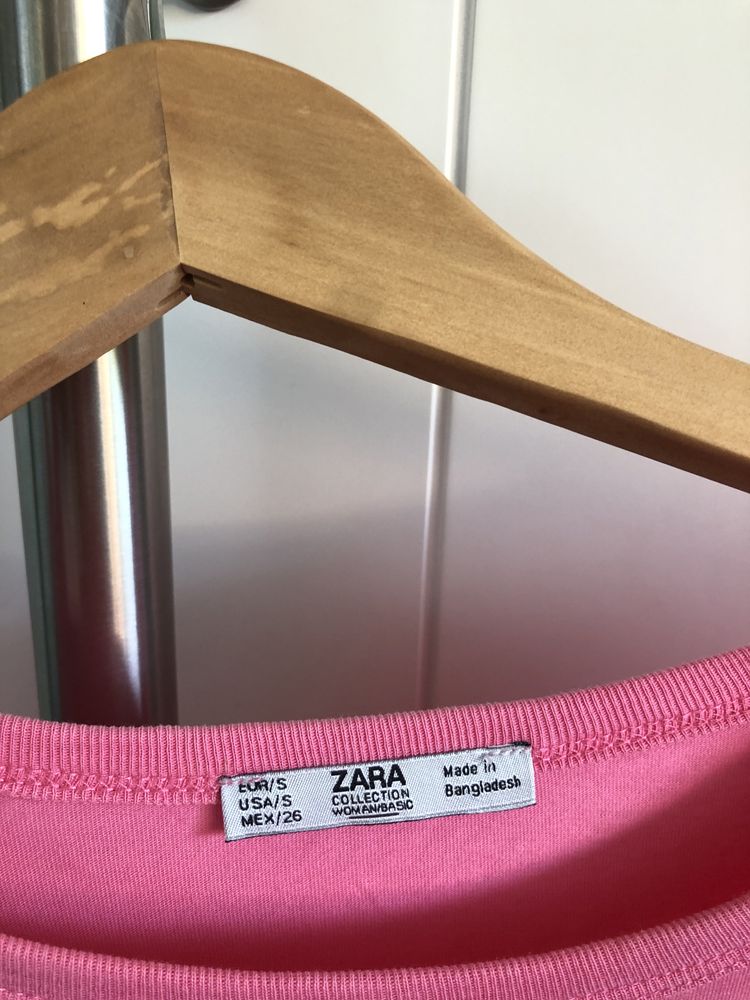 EUR/S
USA/S
MEX/26
ZARA
COLLECTION
WOMAN/BASIC
Made in
Bangladesh